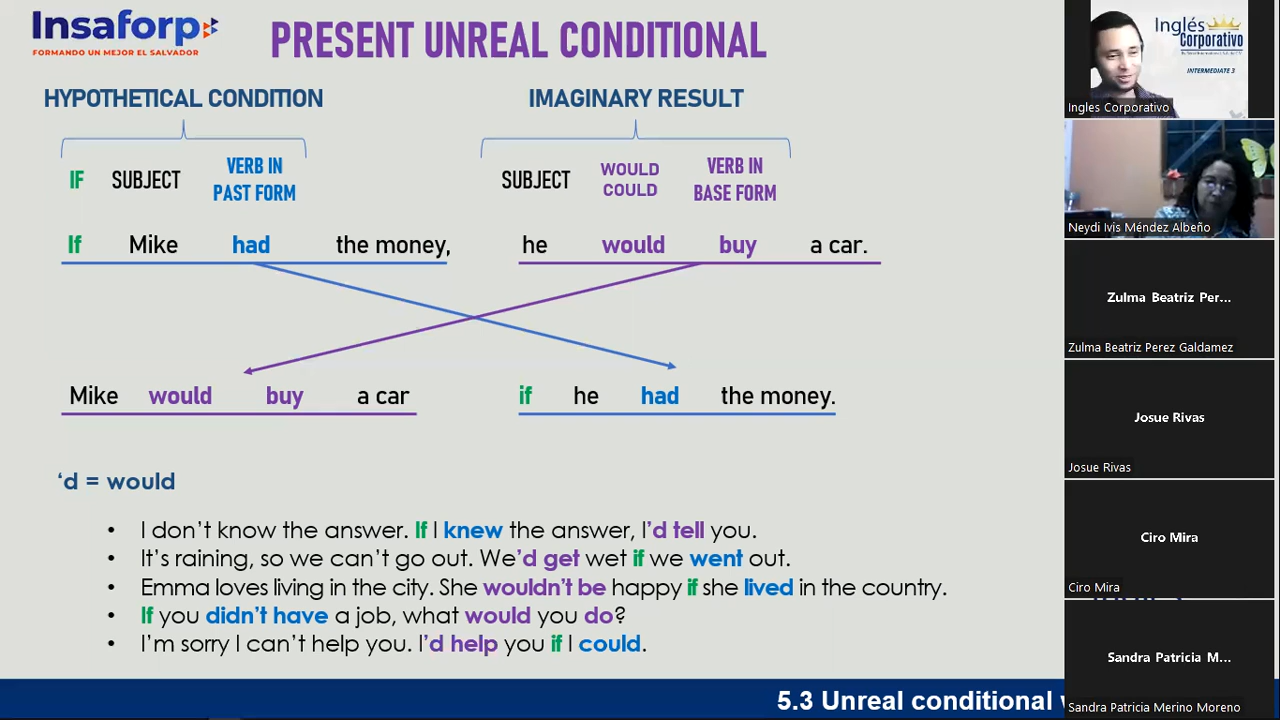 Insaforp
FORMANDO UN MEJOR EL SALVADOR
PRESENT UNREAL CONDITIONAL
HYPOTHETICAL CONDITION
IMAGINARY RESULT
IF SUBJECT VERB IN PAST FORM
SUBJECT WOULD COULD VERB IN BASE FORM
If Mike had the money, he would buy a car.
Mike would buy a car if he had the money.
‘d = would
• I don’t know the answer. If I knew the answer, I’d tell you.
• It’s raining, so we can’t go out. We’d get wet if we went out.
• Emma loves living in the city. She wouldn’t be happy if she lived in the country.
• If you didn’t have a job, what would you do?
• I’m sorry I can’t help you. I’d help you if I could.
5.3 Unreal conditional
Inglés
Corporativo
INTERMEDIATE 3
Ingles Corporativo
Neydi Ivis Méndez Albeño
Zulma Beatriz Per...
Zulma Beatriz Perez Galdamez
Josue Rivas
Josue Rivas
Ciro Mira
Ciro Mira
Sandra Patricia M...
Sandra Patricia Merino Moreno